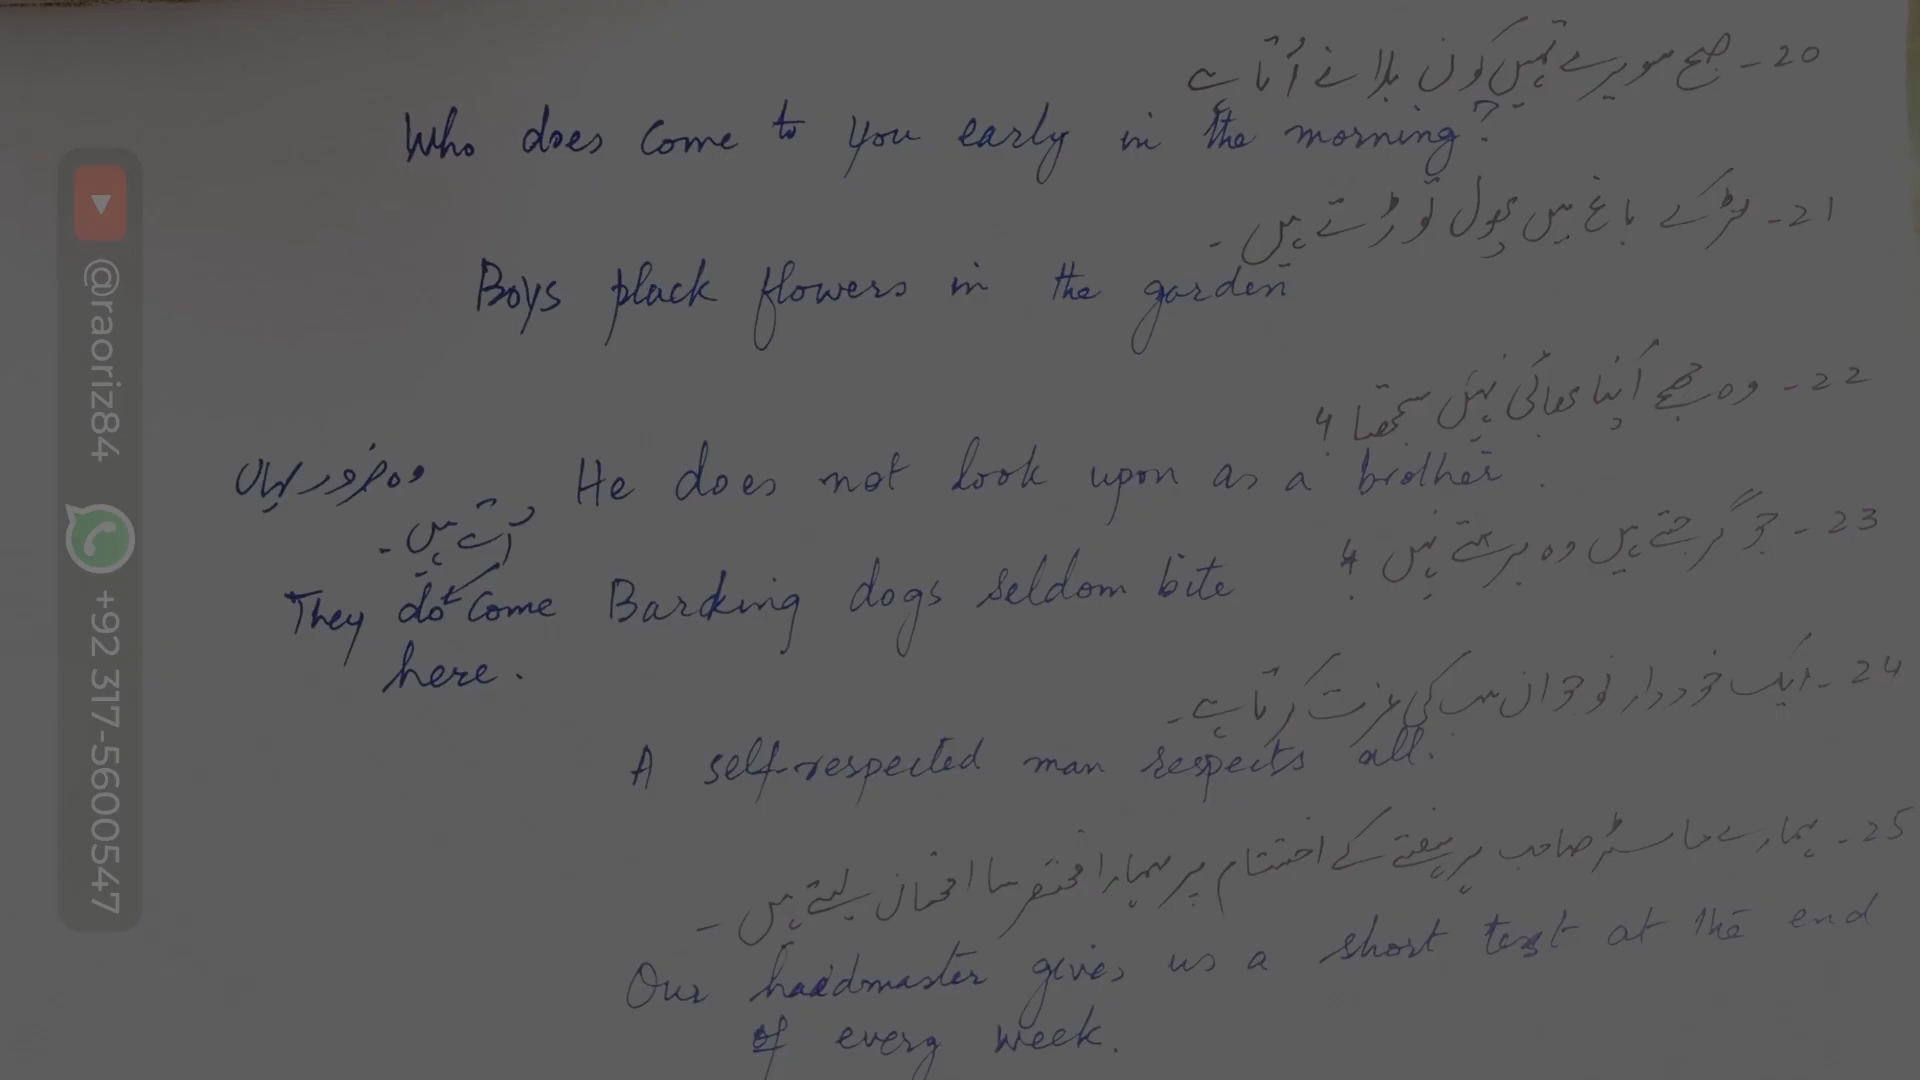 20- صبح سویرے تمہیں کون بلانے آتا ہے
Who does Come to you early in the morning?
21- لڑکے باغ میں پھول توڑتے ہیں ۔
Boys pluck flowers in the garden
22- وہ مجھے اپنا بھائی نہیں سمجھتا
He does not look upon as a brother.
23- جو گرجتے ہیں وہ برستے نہیں
Barking dogs seldom bite
وہ ضرور یہاں
آتے ہیں ۔
They do Come
here.
24- ایک خوددار نوجوان سب کی عزت کرتا ہے۔
A self-respected man respects all.
25- ہمارے ماسٹر صاحب ہر ہفتے کے اختتام پر ہمارا مختصر سا امتحان لیتے ہیں ۔
Our headmaster gives us a short test at the end
of every week.
@raoriz84 +92 317-5600547